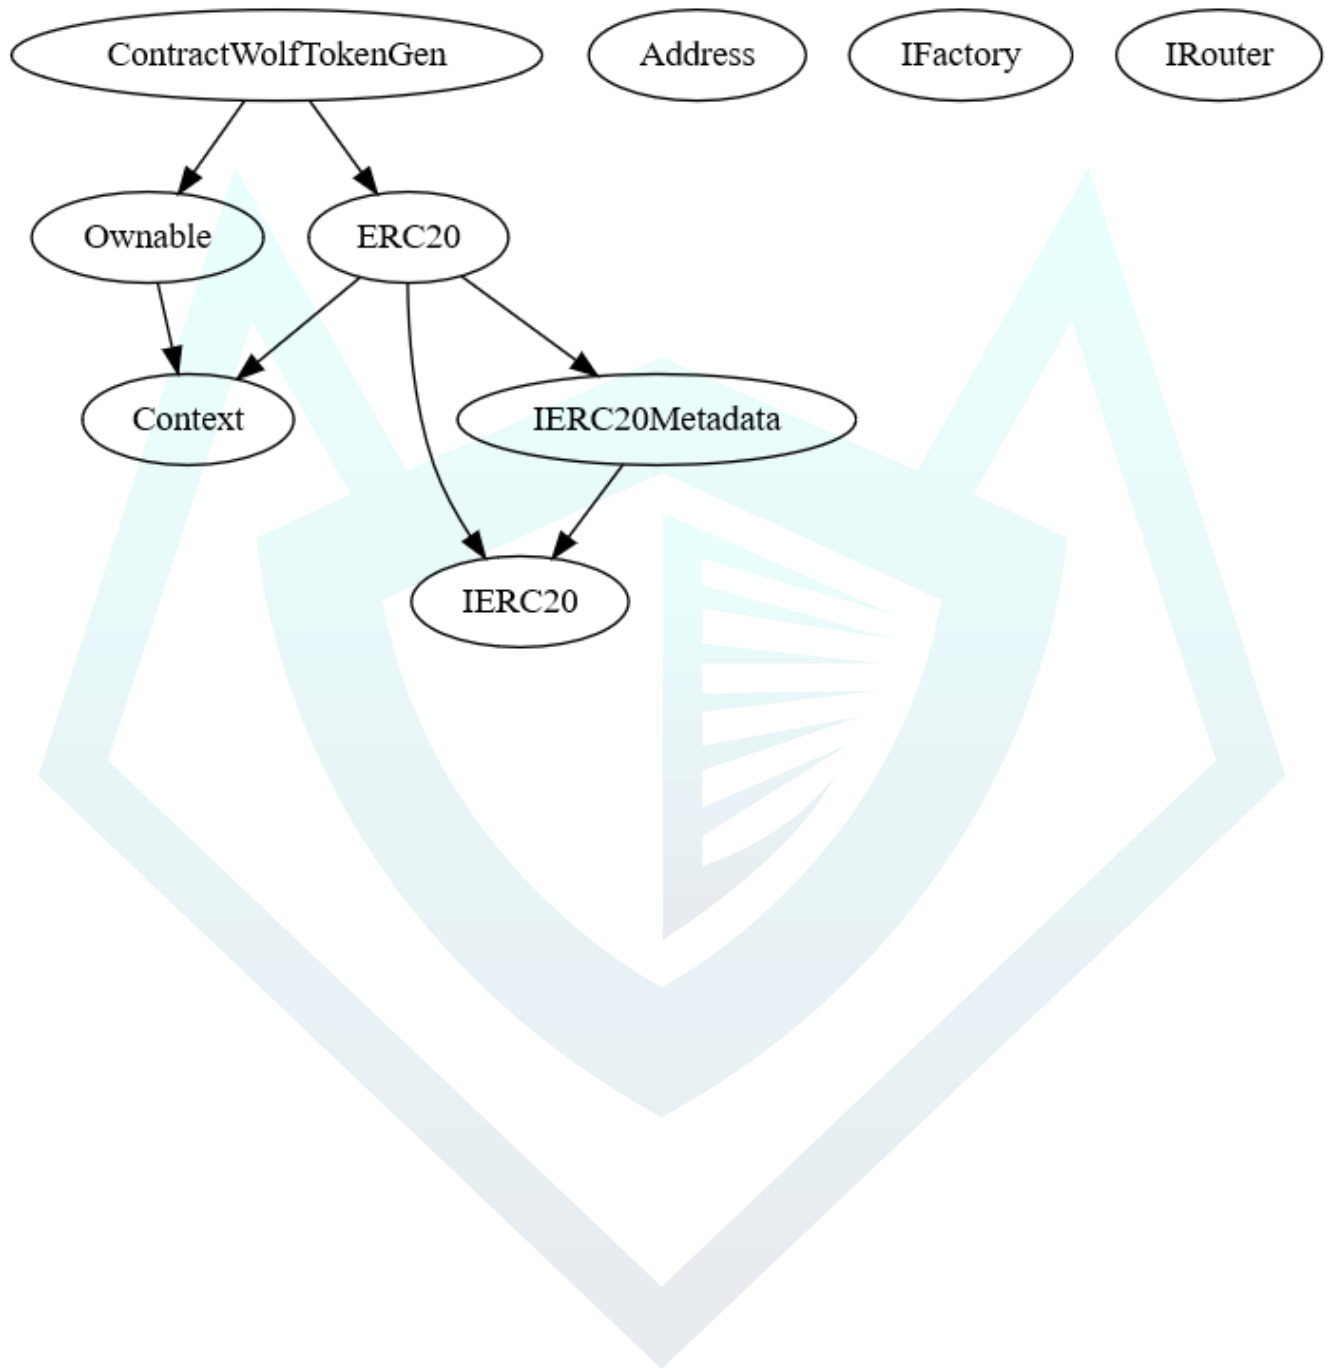 ContractWolfTokenGen
Address
IFactory
IRouter
Ownable
ERC20
Context
IERC20Metadata
IERC20